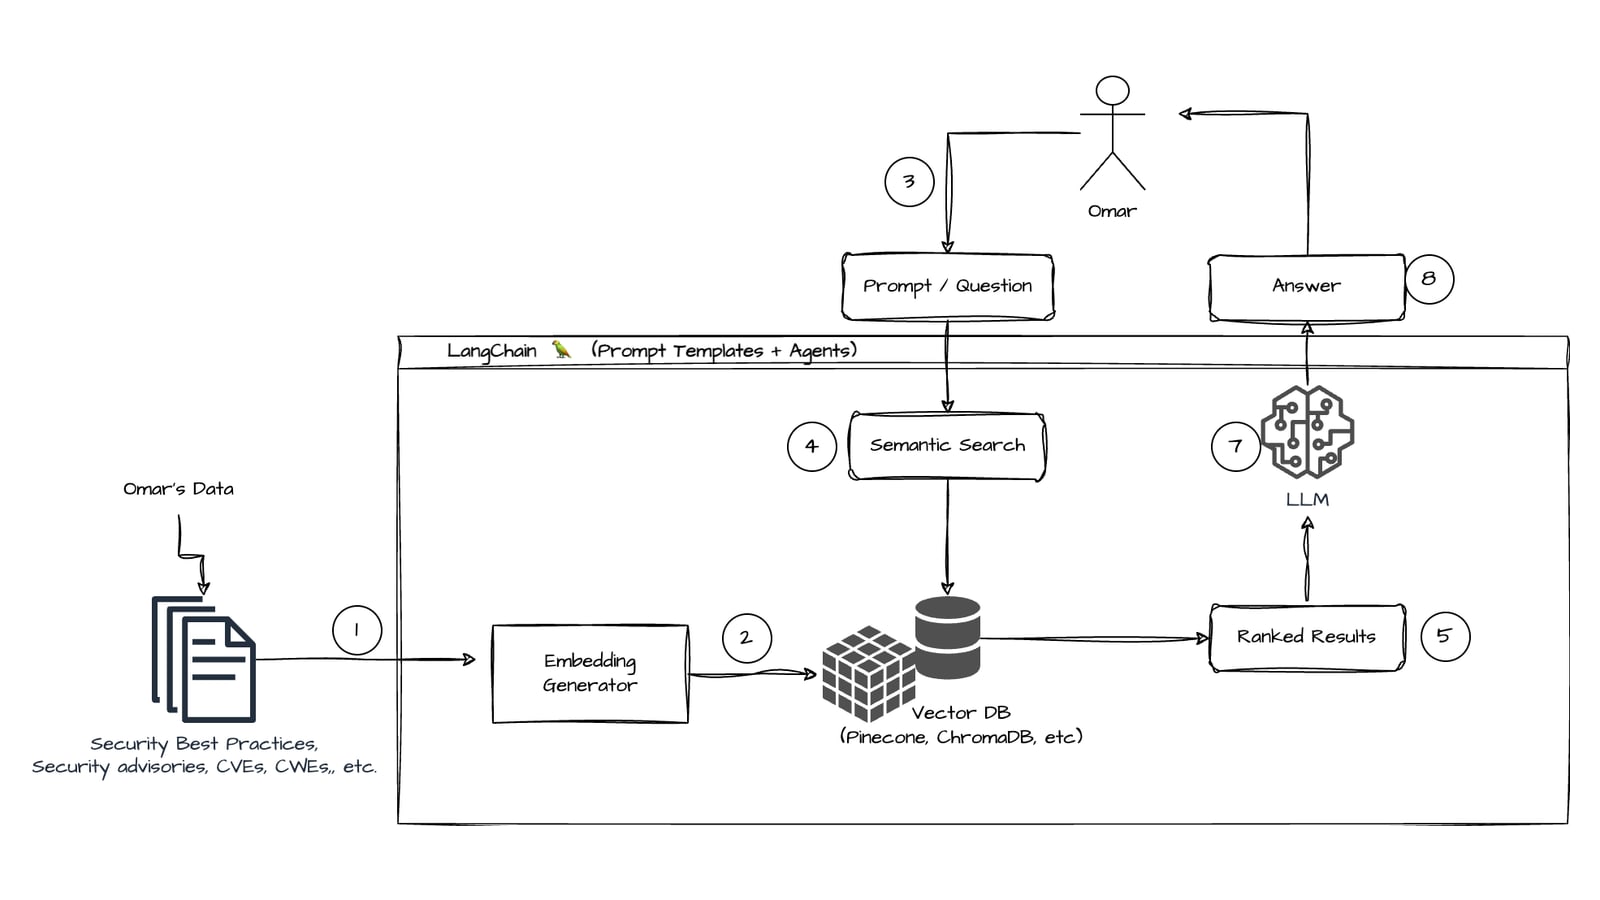 Omar
3
Prompt / Question
Answer
8
LangChain 🦜 (Prompt Templates + Agents)
4
Semantic Search
7
LLM
Omar's Data
1
Embedding
Generator
2
Vector DB
(Pinecone, ChromaDB, etc)
Ranked Results
5
Security Best Practices,
Security advisories, CVEs, CWEs,, etc.